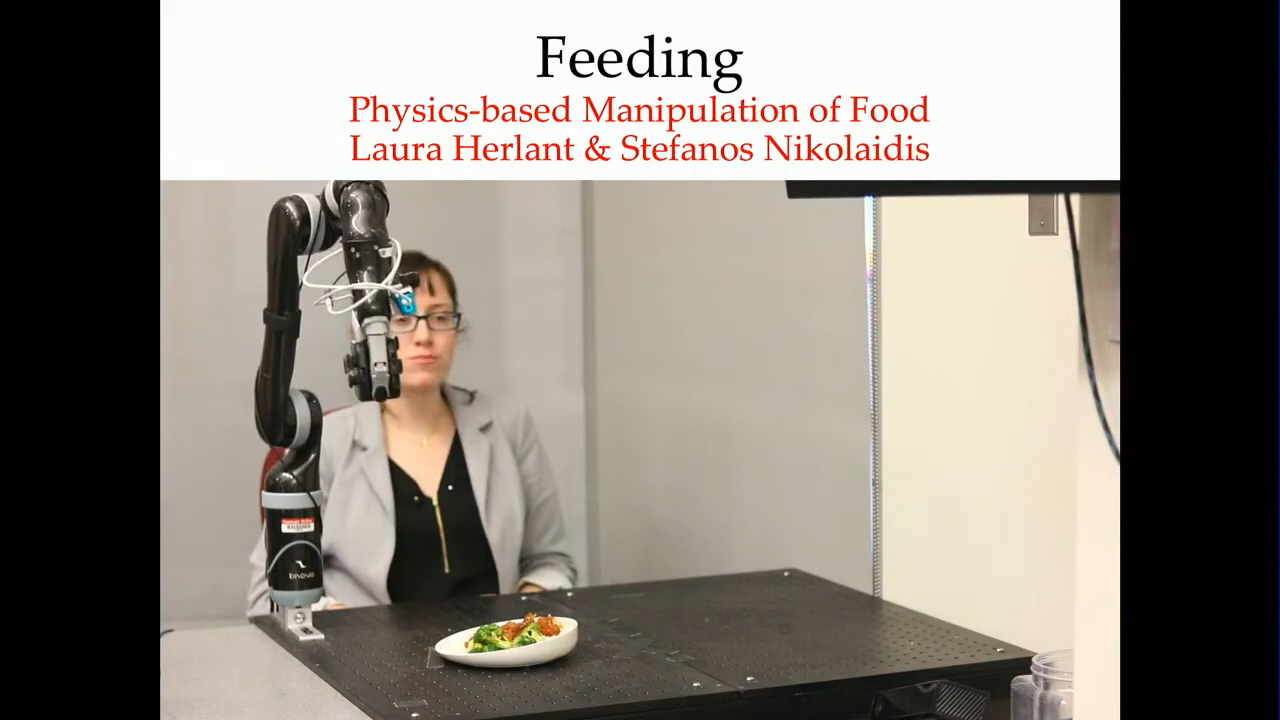 Feeding
Physics-based Manipulation of Food
Laura Herlant & Stefanos Nikolaidis